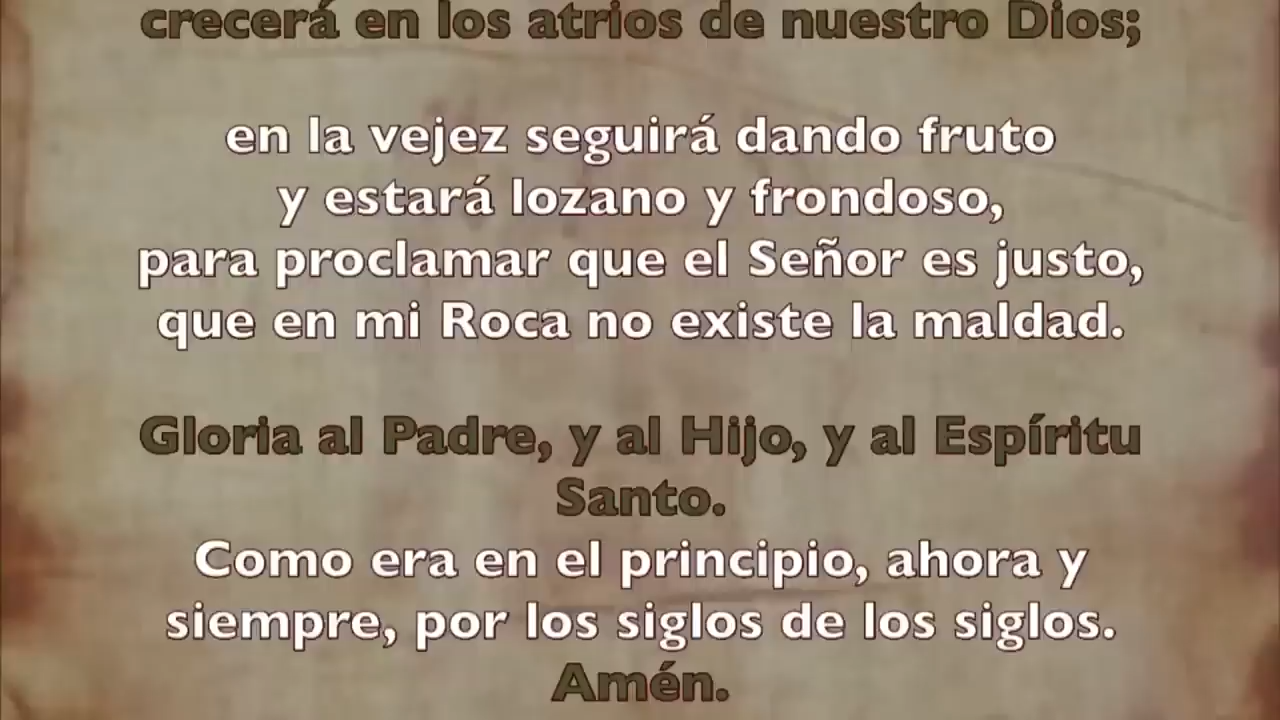 crecerá en los atrios de nuestro Dios;
en la vejez seguirá dando fruto
y estará lozano y frondoso,
para proclamar que el Señor es justo,
que en mi Roca no existe la maldad.
Gloria al Padre, y al Hijo, y al Espíritu
Santo.
Como era en el principio, ahora y
siempre, por los siglos de los siglos.
Amén.